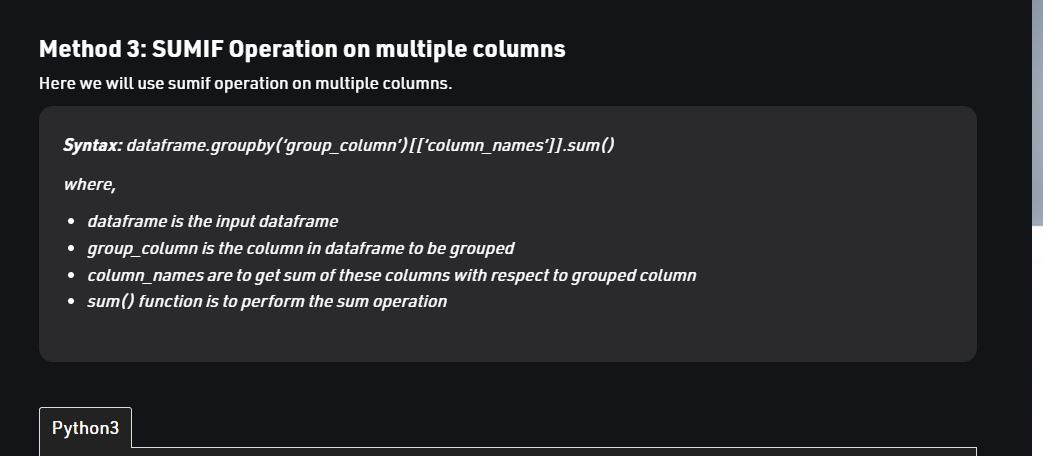 Method 3: SUMIF Operation on multiple columns
Here we will use sumif operation on multiple columns.
Syntax: dataframe.groupby(‘group_column’)[[‘column_names’]].sum()
where,
• dataframe is the input dataframe
• group_column is the column in dataframe to be grouped
• column_names are to get sum of these columns with respect to grouped column
• sum() function is to perform the sum operation
Python3